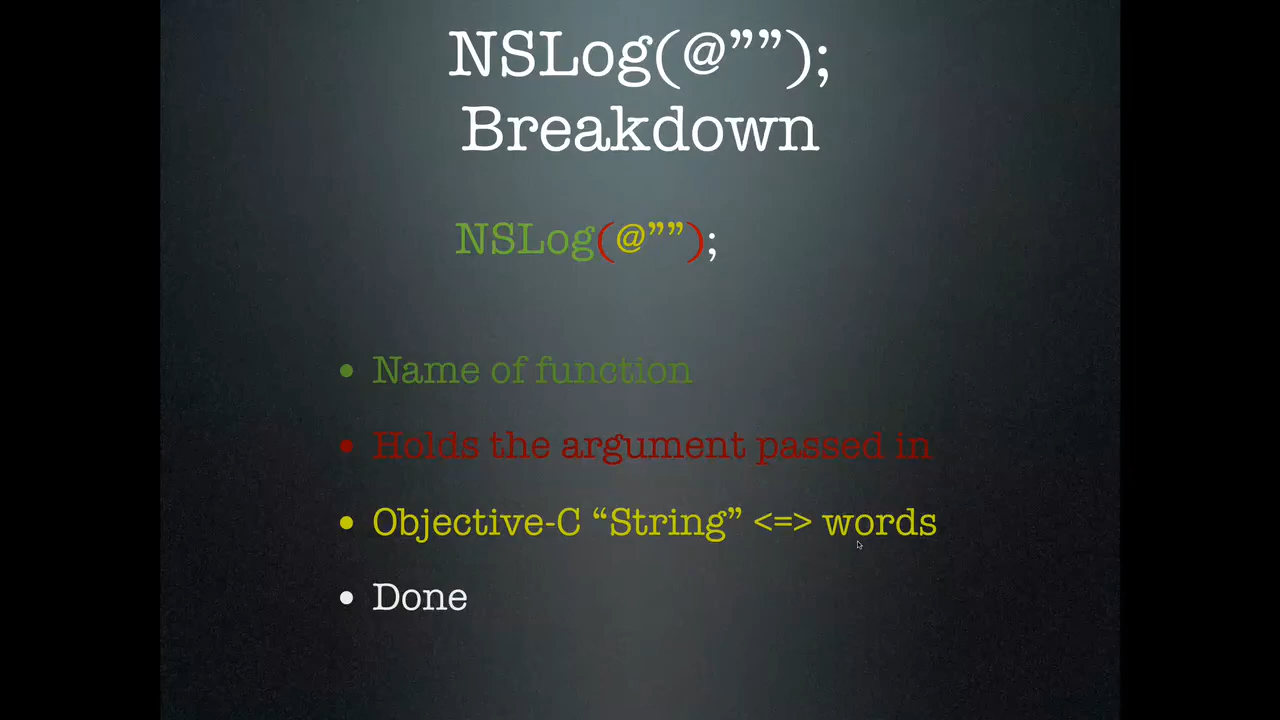 NSLog(@””);
Breakdown
NSLog(@””);
• Name of function
• Holds the argument passed in
• Objective-C “String” <=> words
• Done